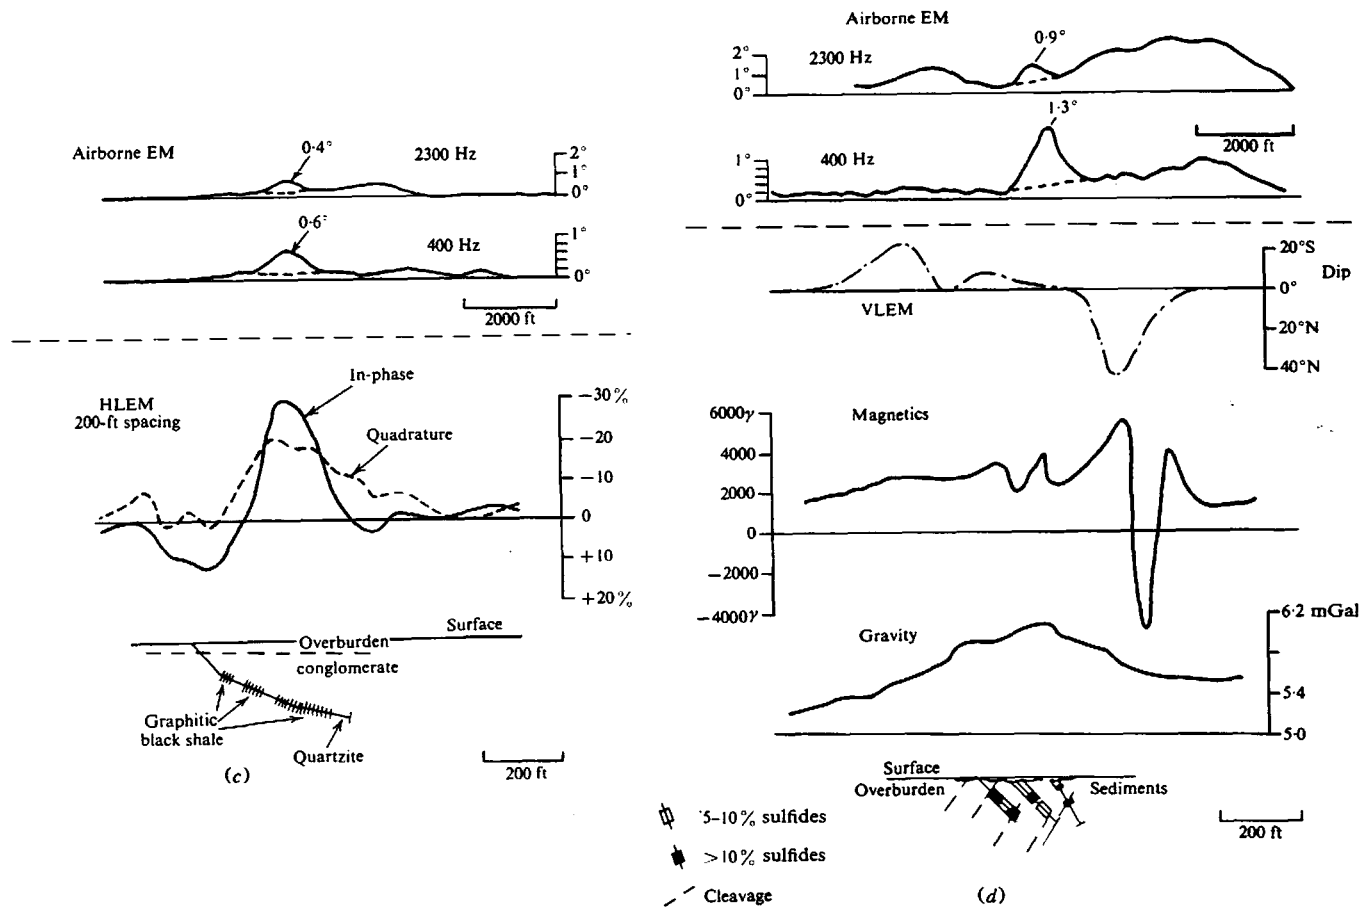 Airborne EM
0·4°
2300 Hz
2°
1°
0°
0·6°
400 Hz
1°
0°
2000 ft
HLEM
200-ft spacing
In-phase
Quadrature
−30%
−20
−10
0
+10
+20%
Surface
Overburden
conglomerate
Graphitic
black shale
Quartzite
200 ft
(c)
Airborne EM
2300 Hz
0·9°
2°
1°
0°
1·3°
400 Hz
1°
0°
2000 ft
VLEM
20°S
0°
Dip
20°N
40°N
Magnetics
6000γ
4000
2000
0
−2000
−4000γ
Gravity
6·2 mGal
5·4
5·0
Surface
Overburden
Sediments
5–10% sulfides
>10% sulfides
Cleavage
200 ft
(d)